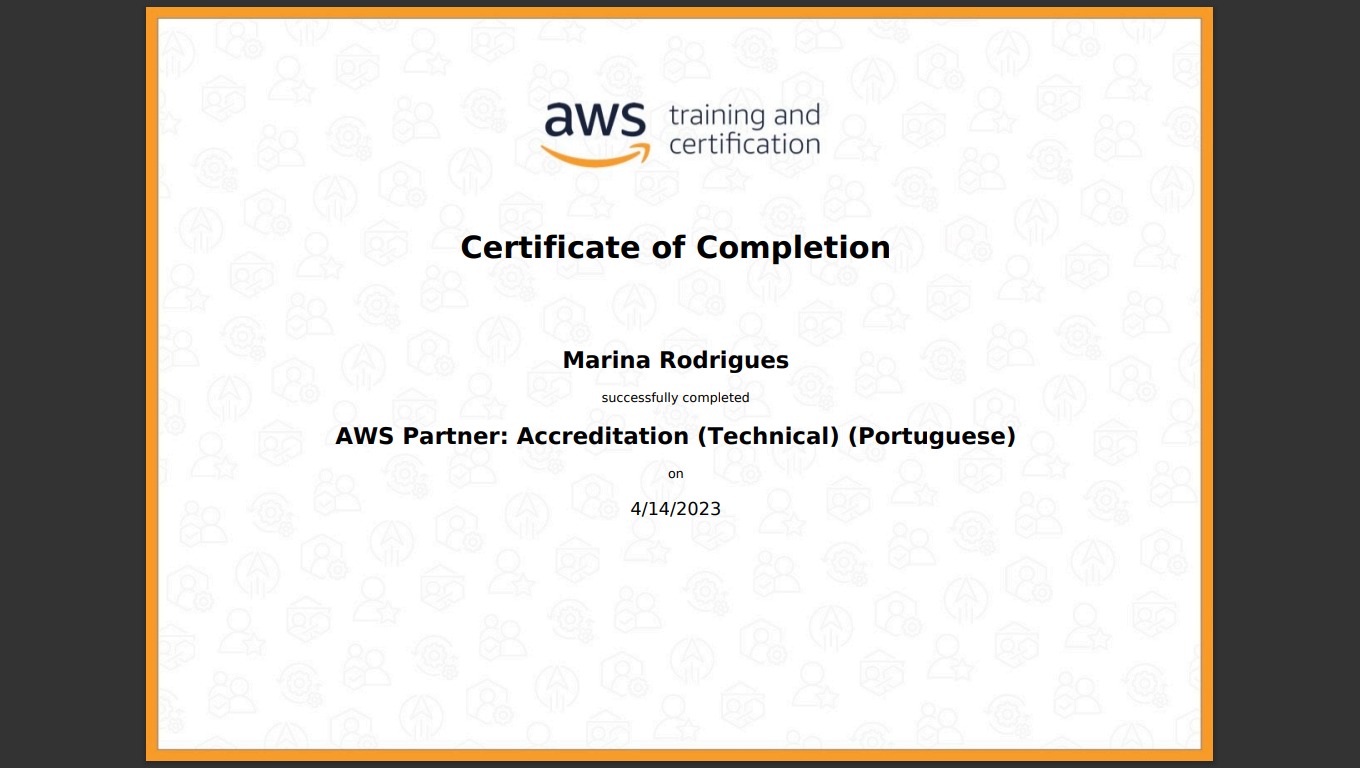 aws training and
certification
Certificate of Completion
Marina Rodrigues
successfully completed
AWS Partner: Accreditation (Technical) (Portuguese)
on
4/14/2023